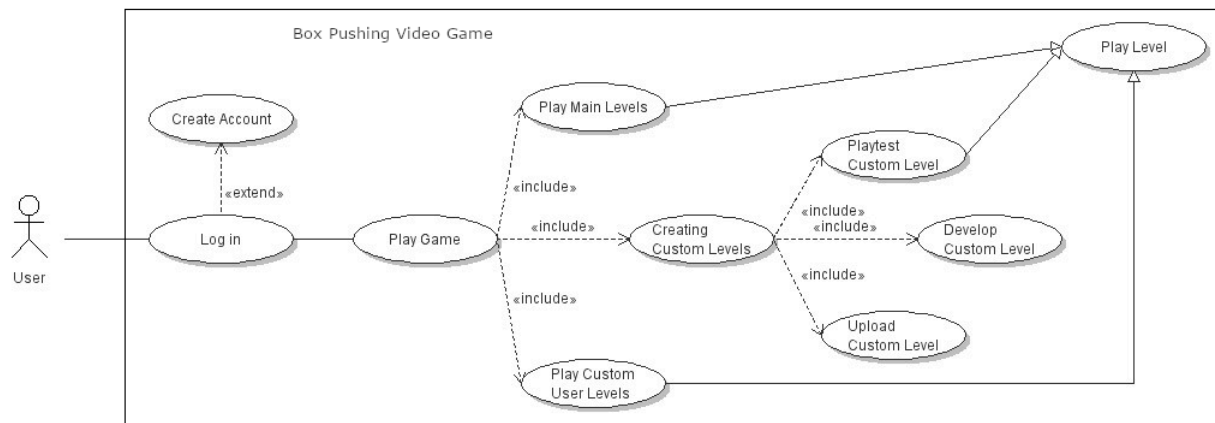 Box Pushing Video Game
Play Level
Create Account
Play Main Levels
Playtest
Custom Level
«extend»
«include»
«include»
«include»
«include»
Log in
Play Game
Creating
Custom Levels
Develop
Custom Level
User
«include»
«include»
Upload
Custom Level
Play Custom
User Levels